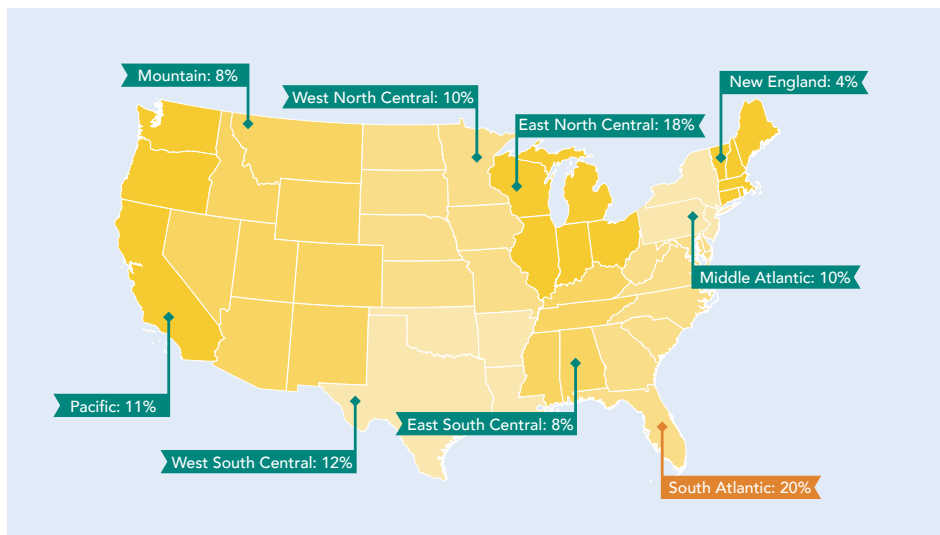 Mountain: 8%
New England: 4%
West North Central: 10%
East North Central: 18%
Middle Atlantic: 10%
Pacific: 11%
East South Central: 8%
West South Central: 12%
South Atlantic: 20%